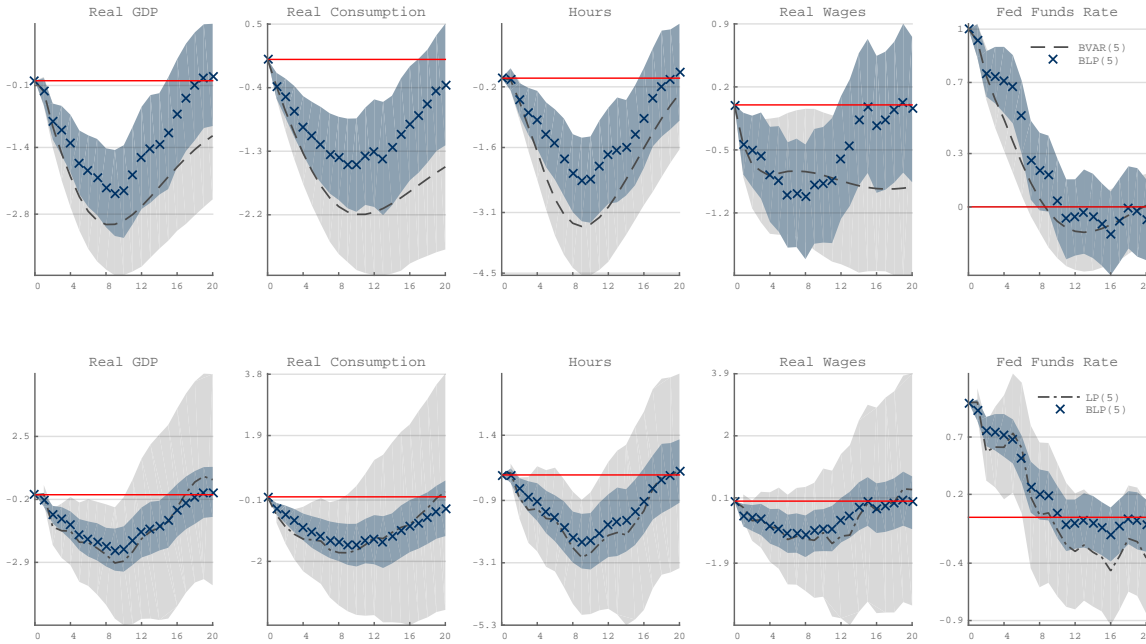 Real GDP
Real Consumption
Hours
Real Wages
Fed Funds Rate
-0.1
-1.4
-2.8
0 4 8 12 16 20
0.5
-0.4
-1.3
-2.2
0 4 8 12 16 20
-0.2
-1.6
-3.1
-4.5
0 4 8 12 16 20
0.9
0.2
-0.5
-1.2
0 4 8 12 16 20
1
0.7
0.3
0
BVAR(5)
BLP(5)
0 4 8 12 16 20
Real GDP
Real Consumption
Hours
Real Wages
Fed Funds Rate
2.5
-0.2
-2.9
0 4 8 12 16 20
3.8
1.9
-0.1
-2
0 4 8 12 16 20
1.4
-0.9
-3.1
-5.3
0 4 8 12 16 20
3.9
2
0.1
-1.9
0 4 8 12 16 20
0.7
0.2
-0.4
-0.9
LP(5)
BLP(5)
0 4 8 12 16